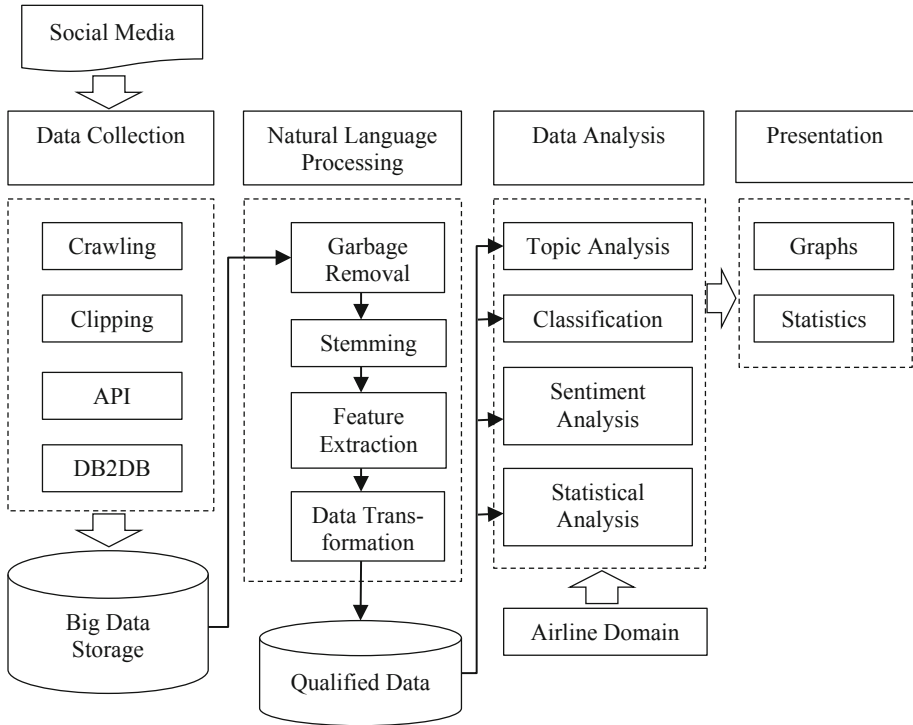 Social Media
Data Collection
Natural Language
Processing
Data Analysis
Presentation
Crawling
Clipping
API
DB2DB
Big Data
Storage
Garbage
Removal
Stemming
Feature
Extraction
Data Trans-
formation
Qualified Data
Topic Analysis
Classification
Sentiment
Analysis
Statistical
Analysis
Airline Domain
Graphs
Statistics